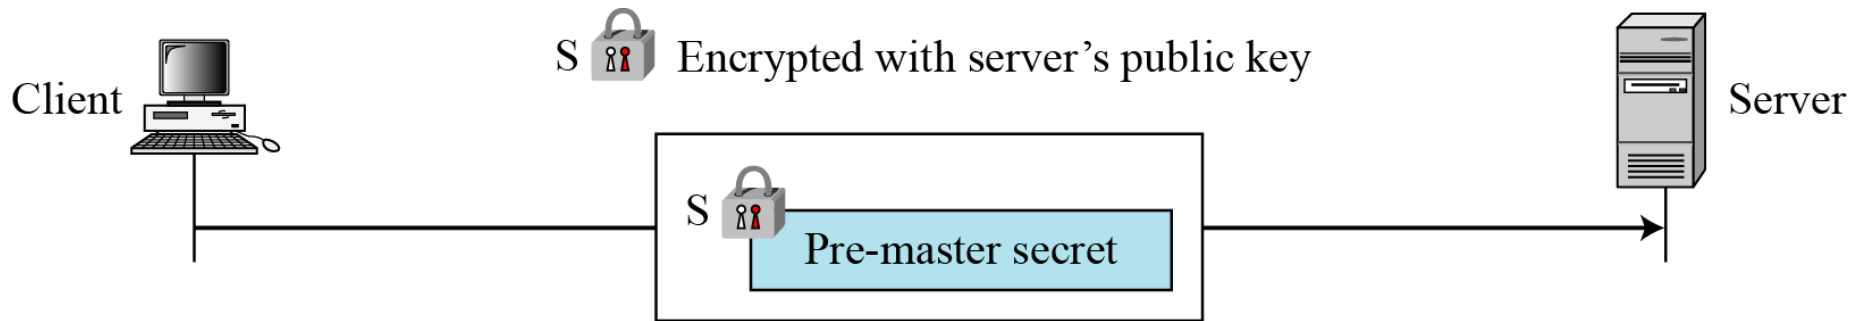 S Encrypted with server’s public key
Client
Server
S
Pre-master secret